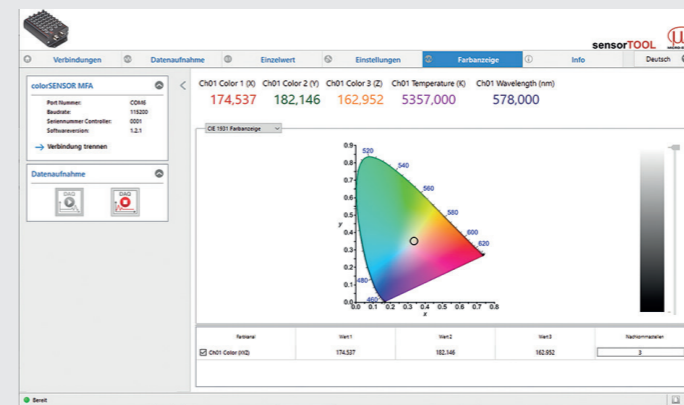 sensorTOOL
Verbindungen Datenaufnahme Einzelwert Einstellungen Farbanzeige Info Deutsch
colorSENSOR MFA
Port Nummer: COM6
Baudrate: 115200
Seriennummer Controller: 0001
Softwareversion: 1.2.1
Verbindung trennen
Datenaufnahme
DAQ DAQ
Ch01 Color 1 (X) Ch01 Color 2 (Y) Ch01 Color 3 (Z) Ch01 Temperature (K) Ch01 Wavelength (nm)
174,537 182,146 162,952 5357,000 578,000
CIE 1931 Farbanzeige
0.9
0.8
0.7
0.6
0.5
0.4
0.3
0.2
0.1
0.0
y
520
540
560
580
600
620
480
460
0.0 0.1 0.2 0.3 0.4 0.5 0.6 0.7 0.8
x
Farbkanal Wert1 Wert2 Wert3 Nachkommastellen
Ch01 Color (XYZ) 174.537 182.146 162.952 3
Bereit